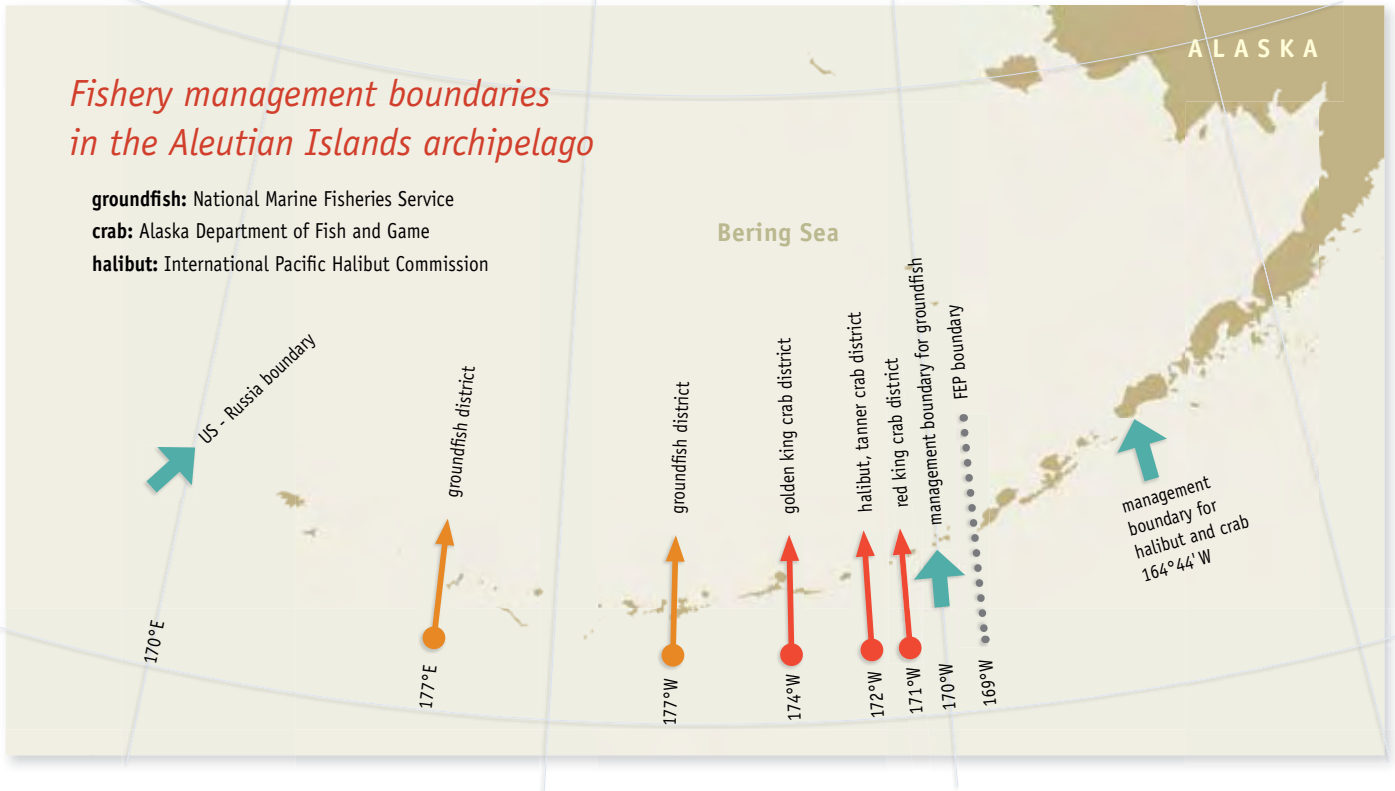 ALASKA
Fishery management boundaries
in the Aleutian Islands archipelago
groundfish: National Marine Fisheries Service
crab: Alaska Department of Fish and Game
halibut: International Pacific Halibut Commission
Bering Sea
US - Russia boundary
groundfish district
groundfish district
golden king crab district
halibut, tanner crab district
red king crab district
management boundary for groundfish
FEP boundary
management
boundary for
halibut and crab
164°44' W
170°E
177°E
177°W
174°W
172°W
171°W
170°W
169°W